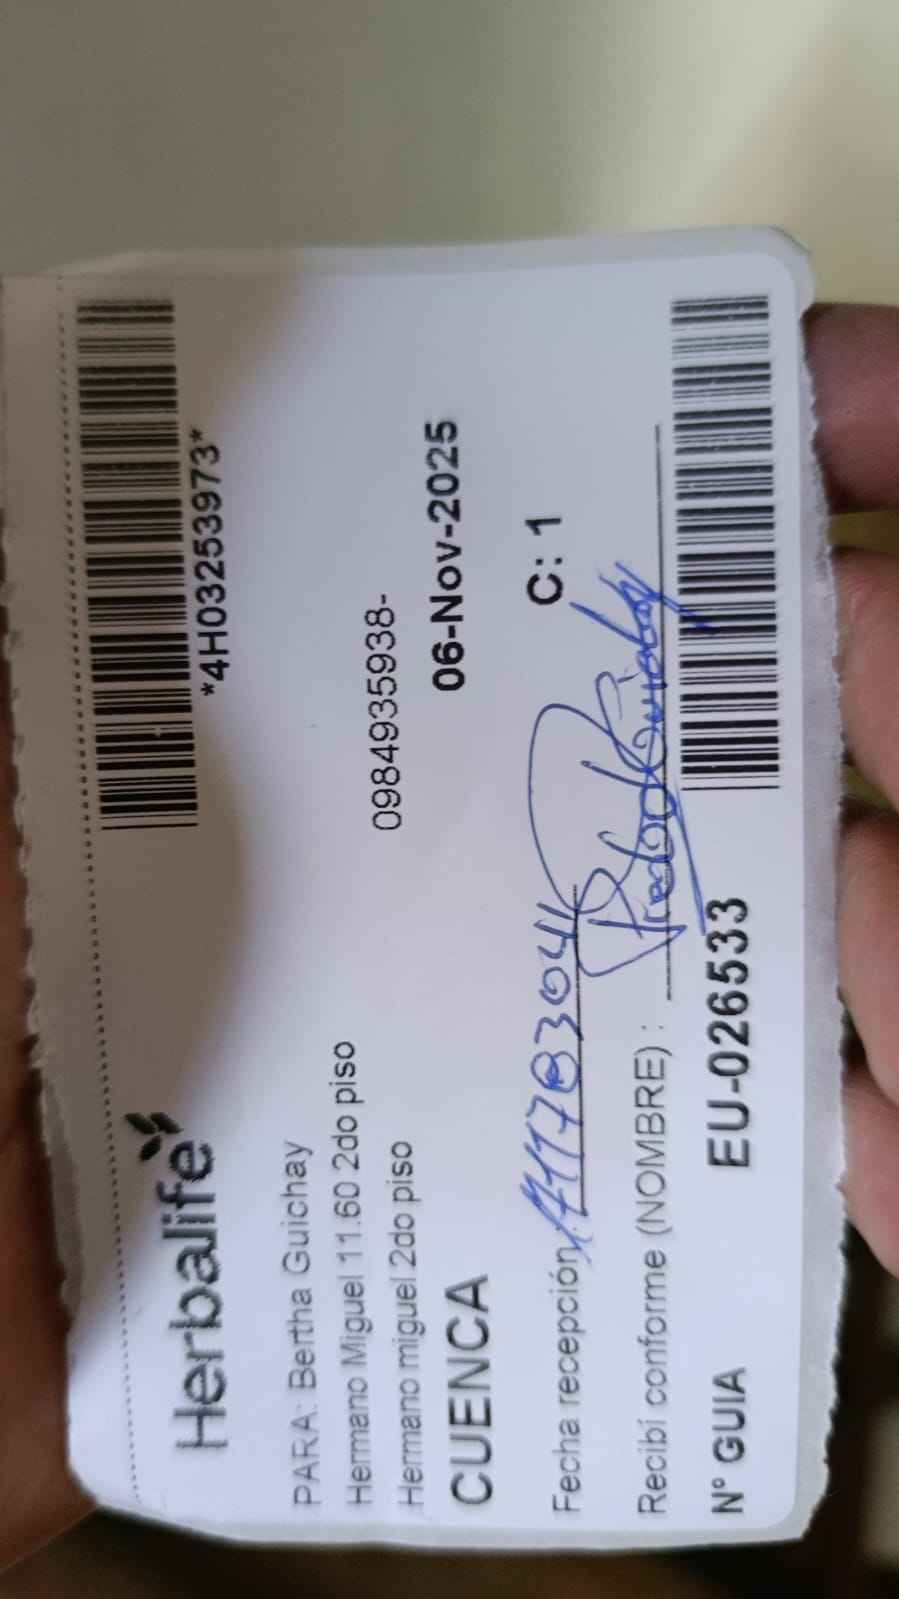 Herbalife
*4H03253973*
PARA: Bertha Guichay
Hermano Miguel 11.60 2do piso
0984935938-
Hermano miguel 2do piso
CUENCA
06-Nov-2025
C: 1
Fecha recepción:
Recibí conforme (NOMBRE) :
N° GUIA EU-026533